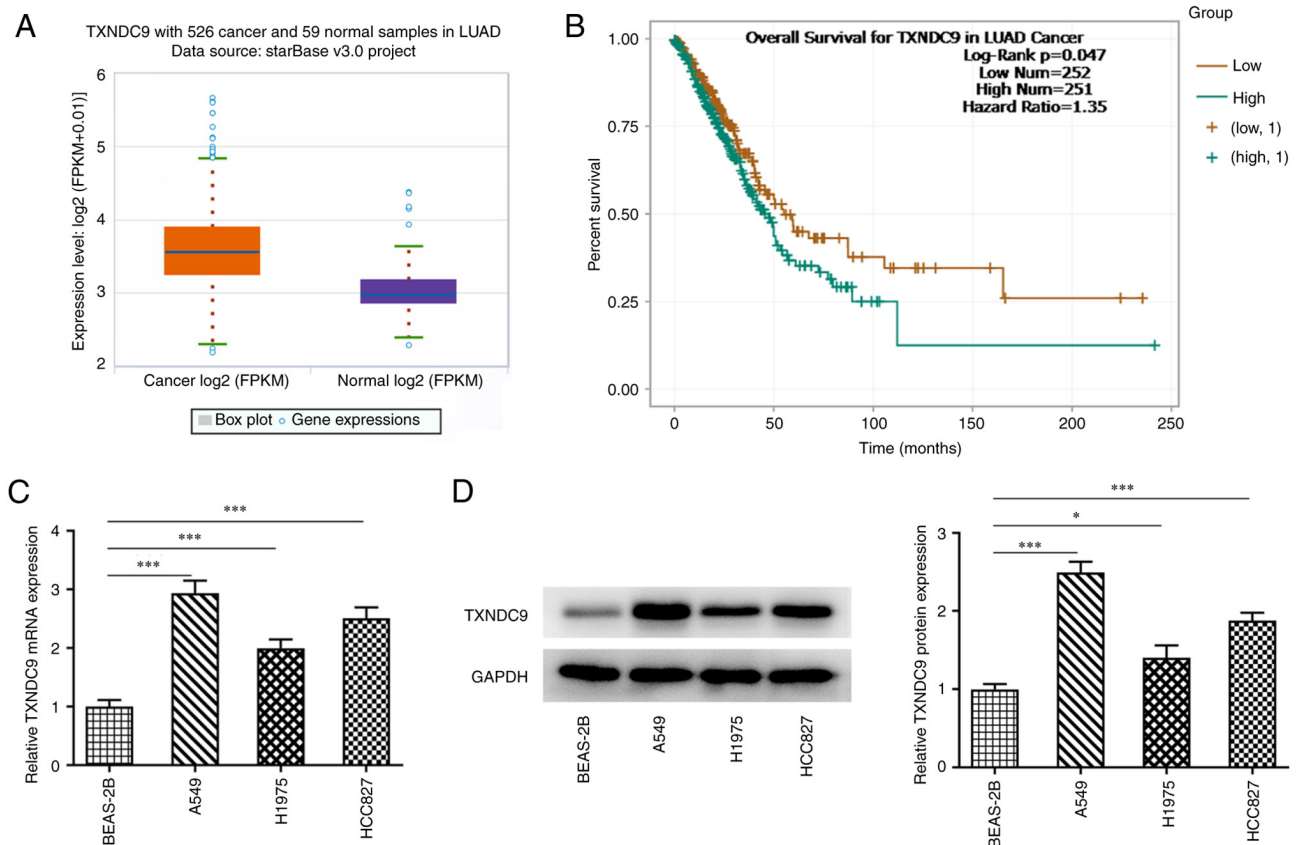 A
TXNDC9 with 526 cancer and 59 normal samples in LUAD
Data source: starBase v3.0 project
Expression level: log2 (FPKM+0.01)]
6
5
4
3
2
Cancer log2 (FPKM)
Normal log2 (FPKM)
Box plot
Gene expressions
B
Overall Survival for TXNDC9 in LUAD Cancer
Log-Rank p=0.047
Low Num=252
High Num=251
Hazard Ratio=1.35
Percent survival
1.00
0.75
0.50
0.25
0.00
0
50
100
150
200
250
Time (months)
Group
Low
High
(low, 1)
(high, 1)
C
Relative TXNDC9 mRNA expression
4
3
2
1
0
***
***
***
BEAS-2B
A549
H1975
HCC827
D
TXNDC9
GAPDH
BEAS-2B
A549
H1975
HCC827
Relative TXNDC9 protein expression
3
2
1
0
***
*
***
BEAS-2B
A549
H1975
HCC827